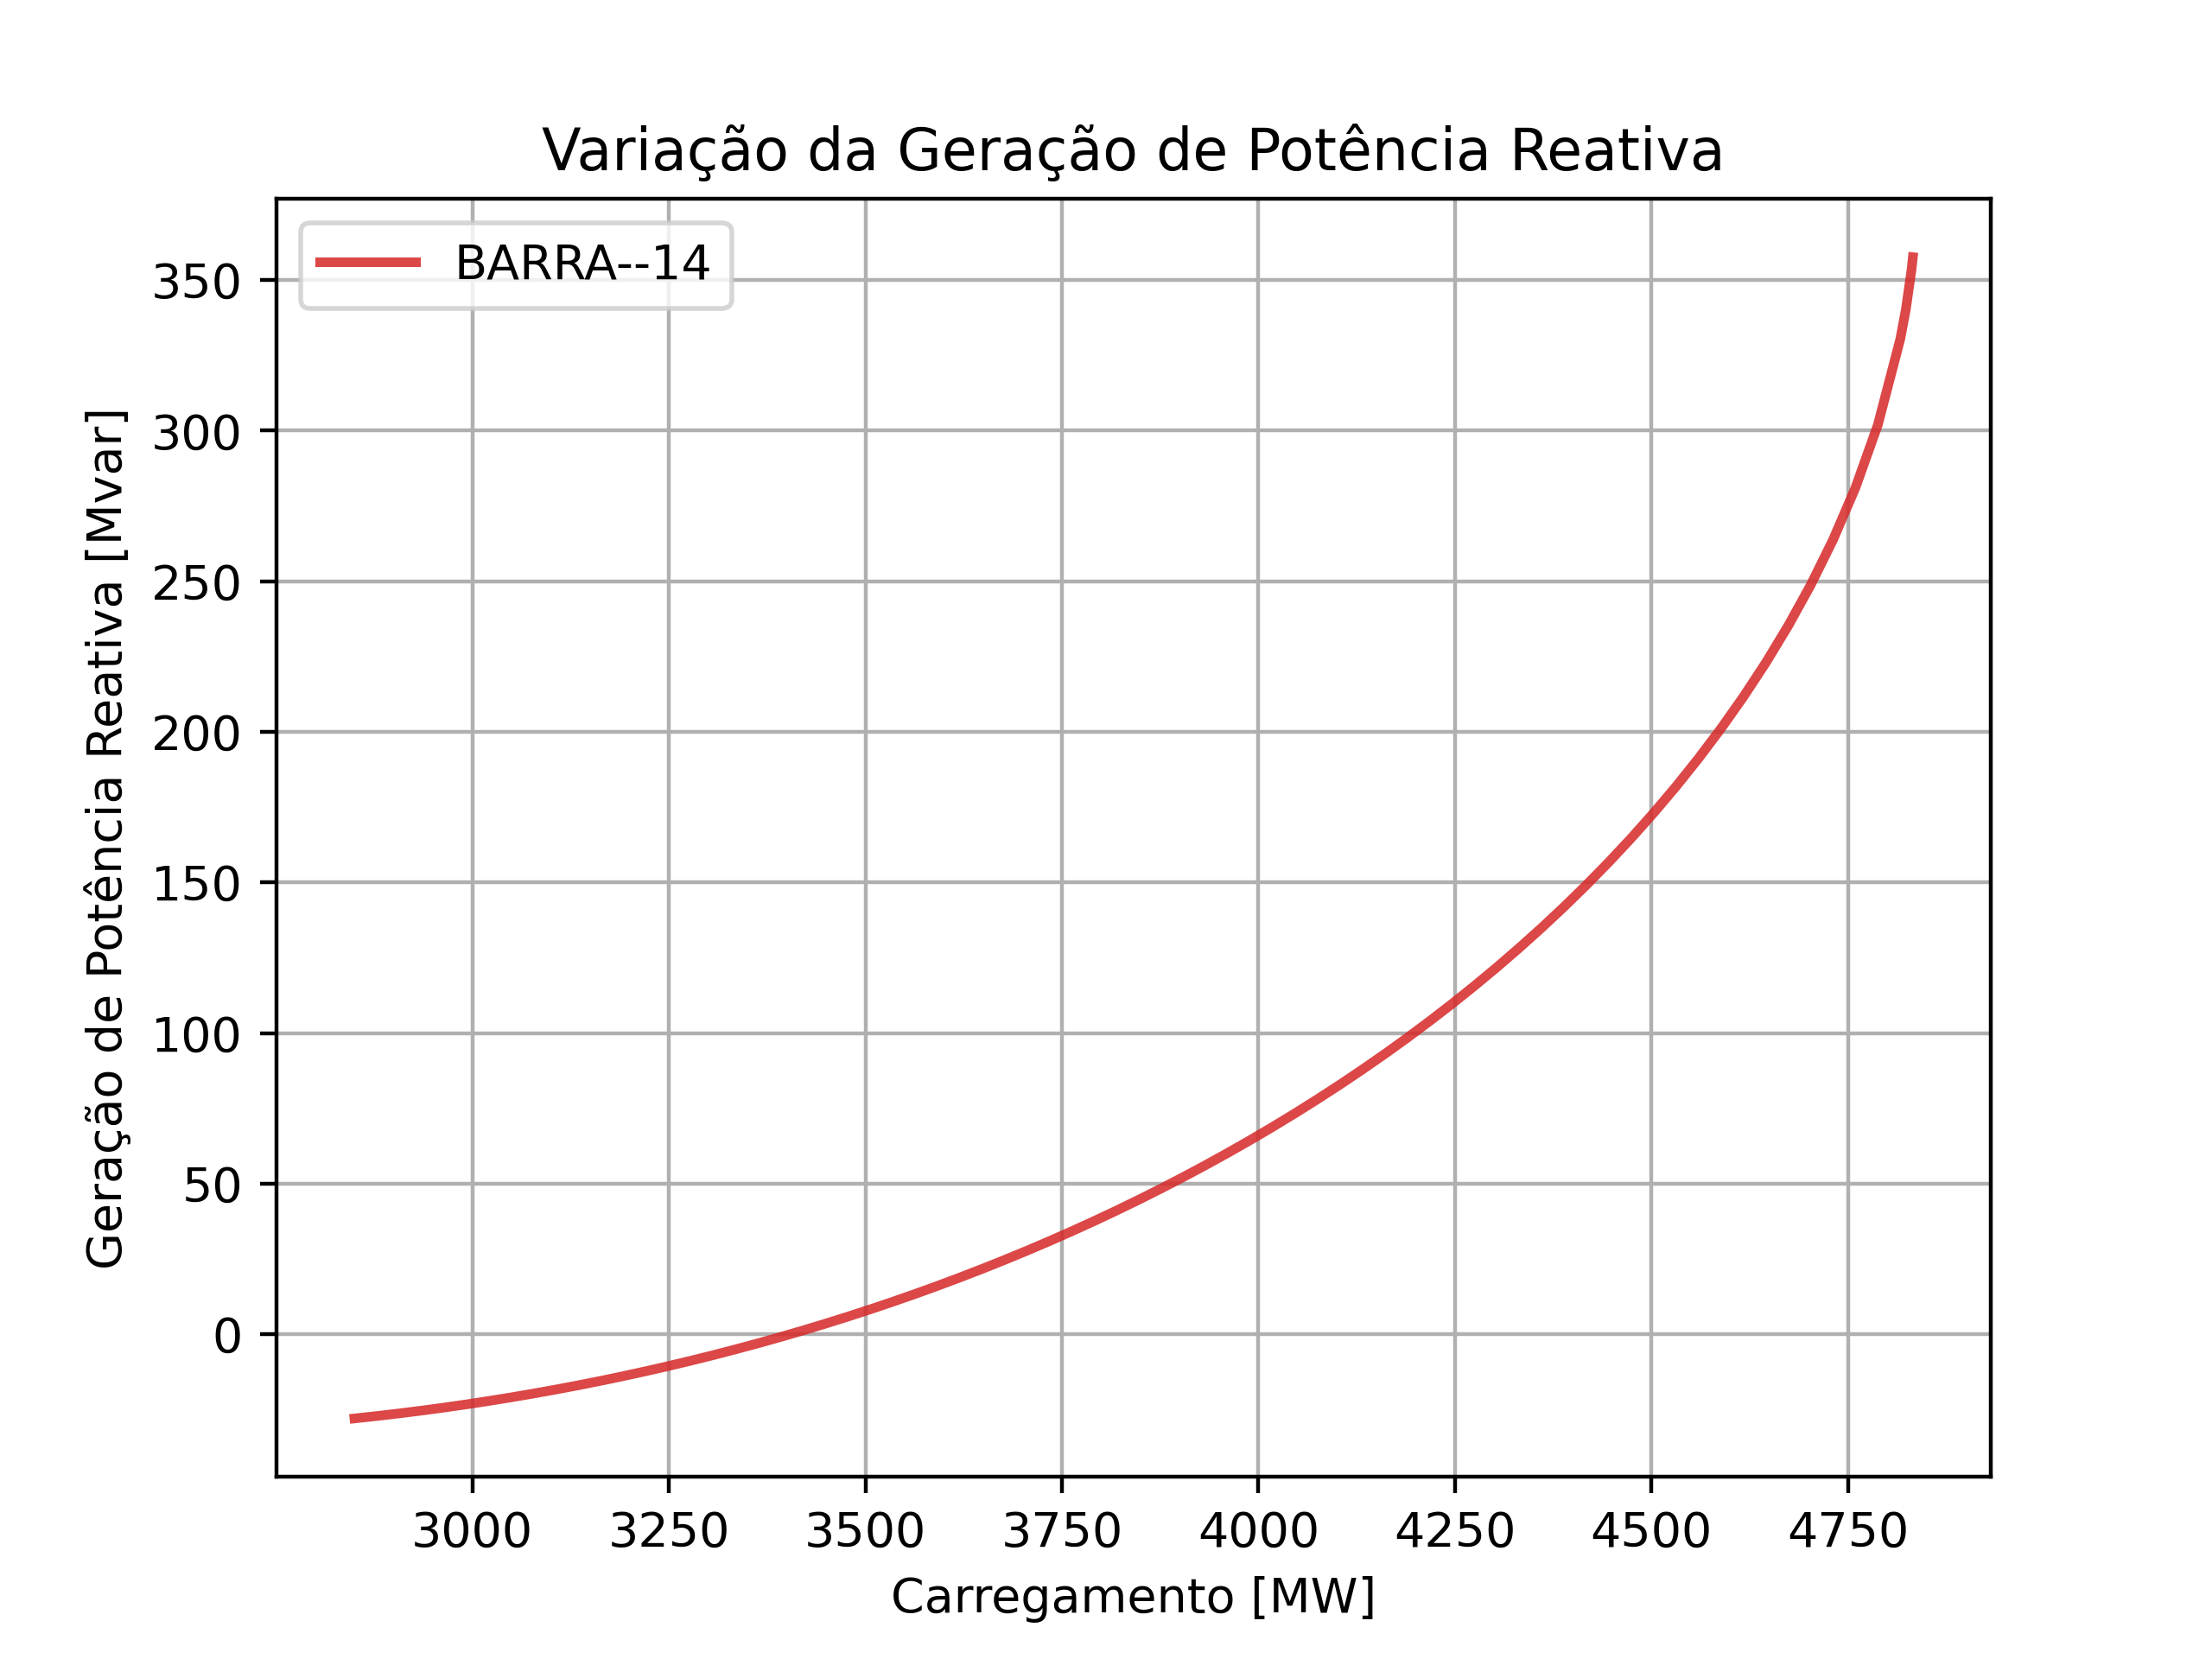 Variação da Geração de Potência Reativa
BARRA--14
Geração de Potência Reativa [Mvar]
350
300
250
200
150
100
50
0
3000 3250 3500 3750 4000 4250 4500 4750
Carregamento [MW]